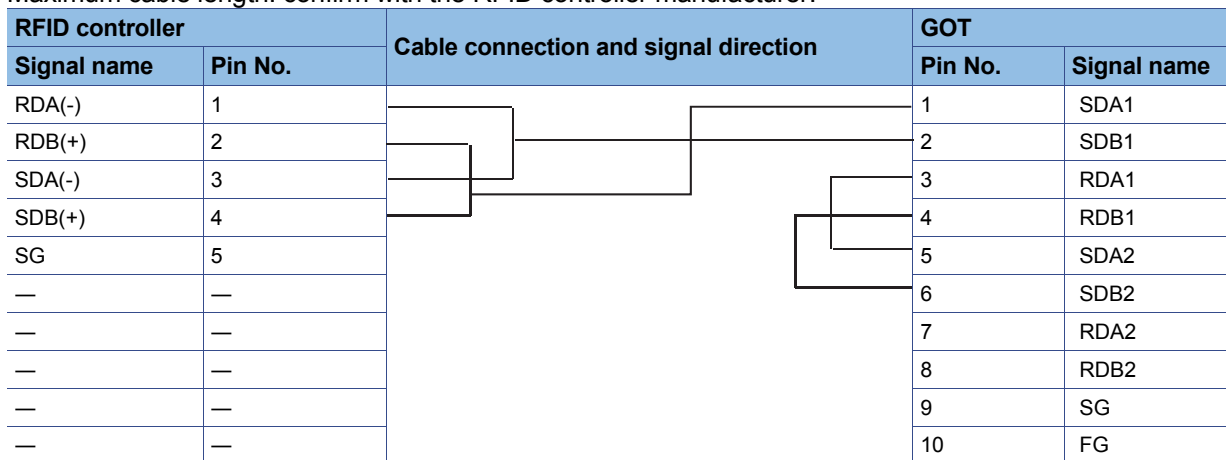 Maximum cable length: confirm with the RFID controller manufacturer.
RFID controller Cable connection and signal direction GOT
Signal name Pin No. Pin No. Signal name
RDA(-) 1 1 SDA1
RDB(+) 2 2 SDB1
SDA(-) 3 3 RDA1
SDB(+) 4 4 RDB1
SG 5 5 SDA2
— — 6 SDB2
— — 7 RDA2
— — 8 RDB2
— — 9 SG
— — 10 FG